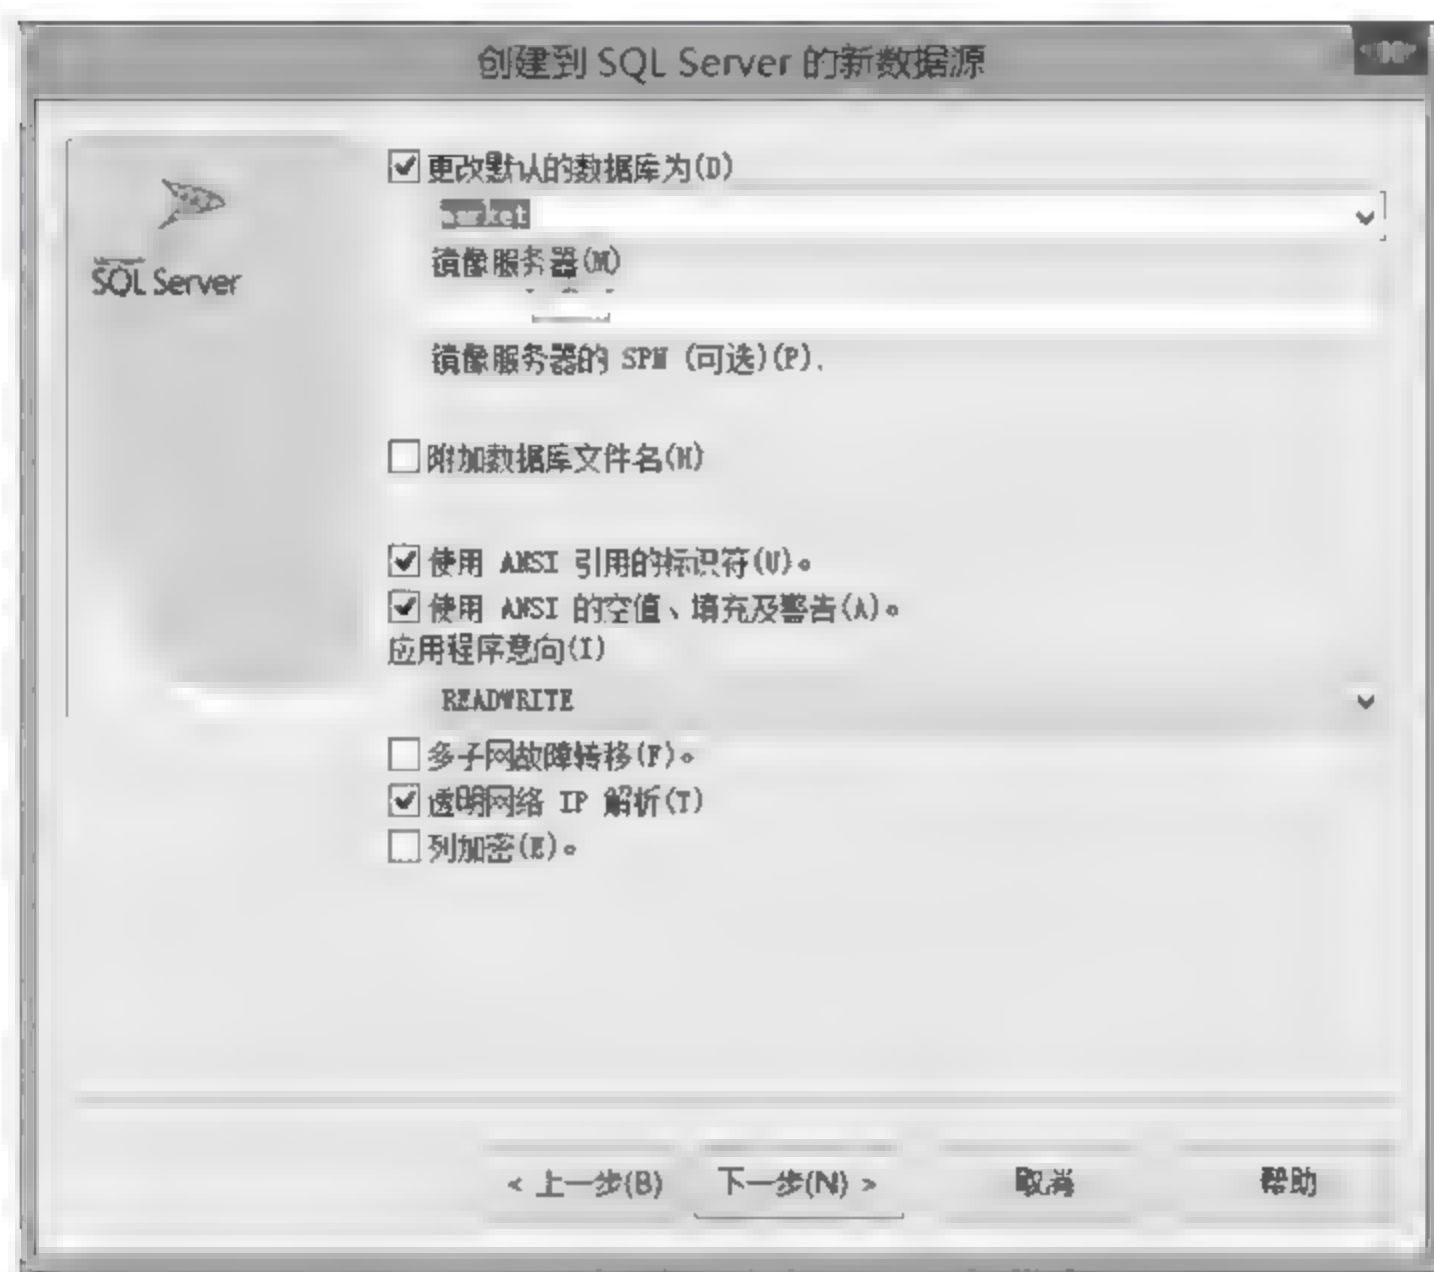 创建到 SQL Server 的新数据源
SQL Server
更改默认的数据库为(D)
market
镜像服务器(M)
镜像服务器的 SPN (可选)(P).
附加数据库文件名(H)
使用 ANSI 引用的标识符(U)。
使用 ANSI 的空值、填充及警告(A)。
应用程序意向(I)
READWRITE
多子网故障转移(F)。
透明网络 IP 解析(T)
列加密(E)。
< 上一步(B)
下一步(N) >
取消
帮助